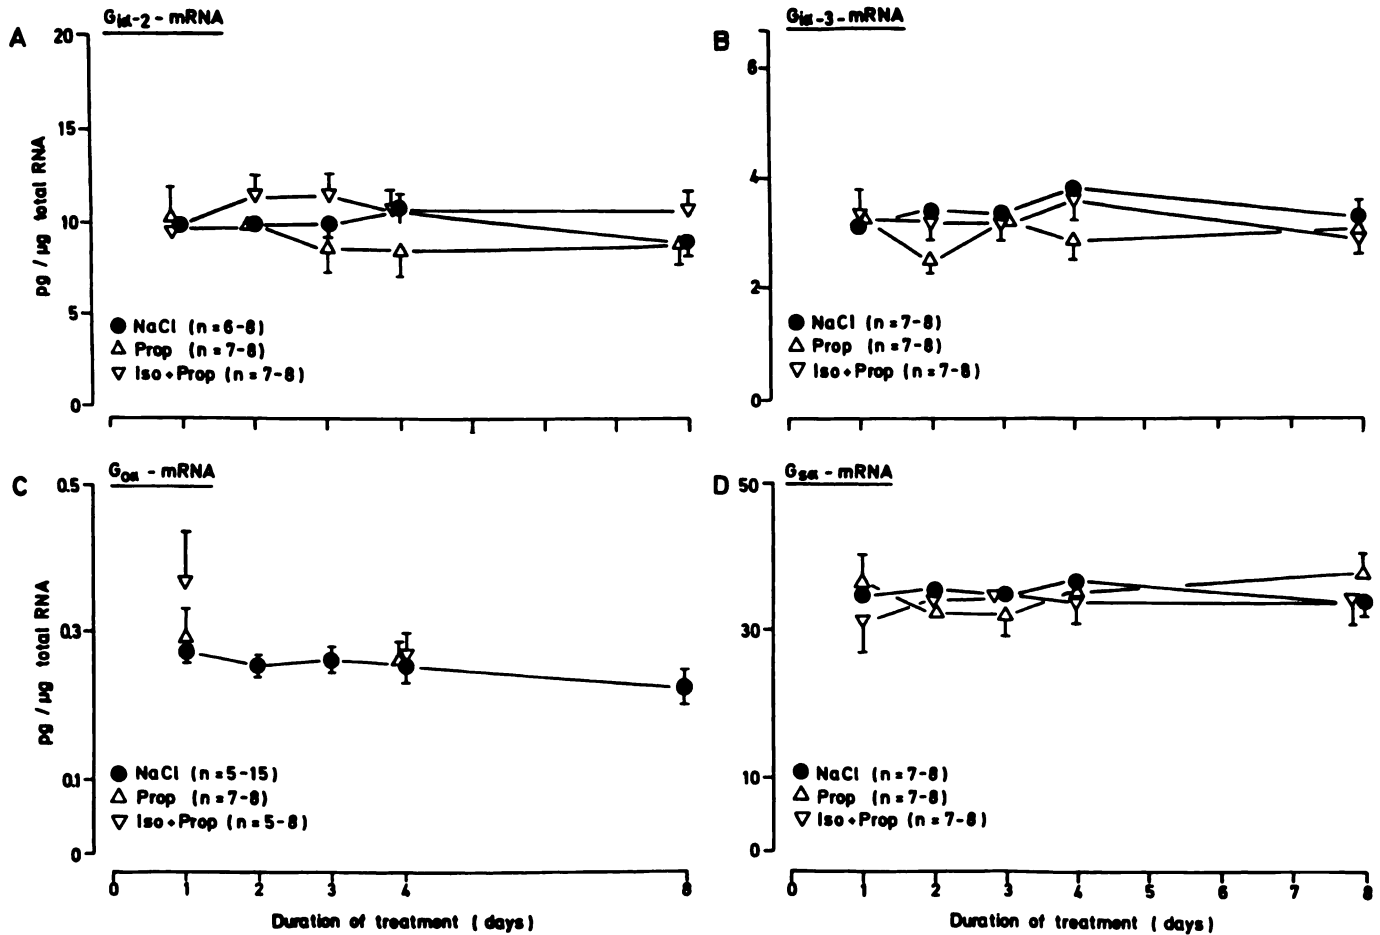 A
Giα-2 - mRNA
20
15
10
5
0
pg / µg total RNA
NaCl (n=6-8)
Prop (n=7-8)
Iso+Prop (n=7-8)
B
Giα-3 - mRNA
6
4
2
0
NaCl (n=7-8)
Prop (n=7-8)
Iso+Prop (n=7-8)
C
Goα - mRNA
0.5
0.3
0.1
0
pg / µg total RNA
NaCl (n=5-15)
Prop (n=7-8)
Iso+Prop (n=5-8)
0 1 2 3 4 8
Duration of treatment (days)
D
Gsα - mRNA
50
30
10
0
NaCl (n=7-8)
Prop (n=7-8)
Iso+Prop (n=7-8)
0 1 2 3 4 5 6 7 8
Duration of treatment (days)